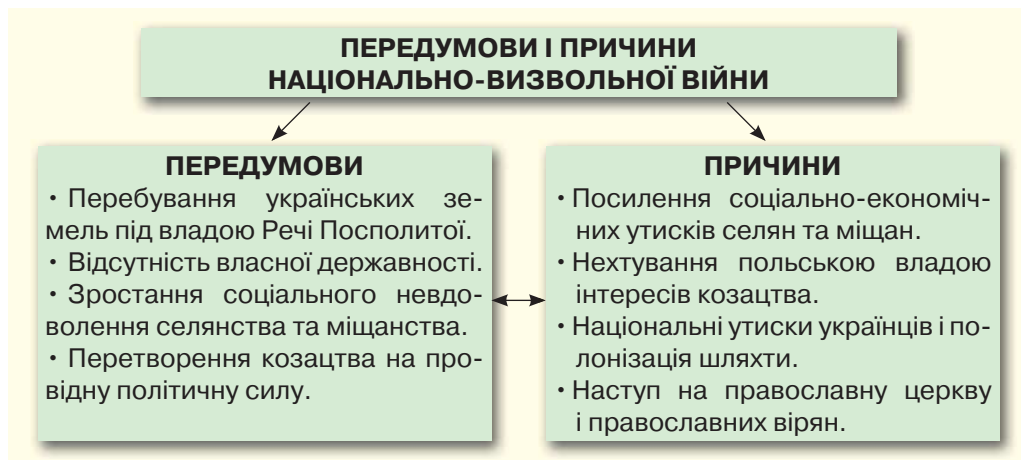 ПЕРЕДУМОВИ І ПРИЧИНИ
НАЦІОНАЛЬНО-ВИЗВОЛЬНОЇ ВІЙНИ
ПЕРЕДУМОВИ
• Перебування українських зе-
мель під владою Речі Посполитої.
• Відсутність власної державності.
• Зростання соціального невдо-
волення селянства та міщанства.
• Перетворення козацтва на про-
відну політичну силу.
ПРИЧИНИ
• Посилення соціально-економіч-
них утисків селян та міщан.
• Нехтування польською владою
інтересів козацтва.
• Національні утиски українців і по-
лонізація шляхти.
• Наступ на православну церкву
і православних вірян.